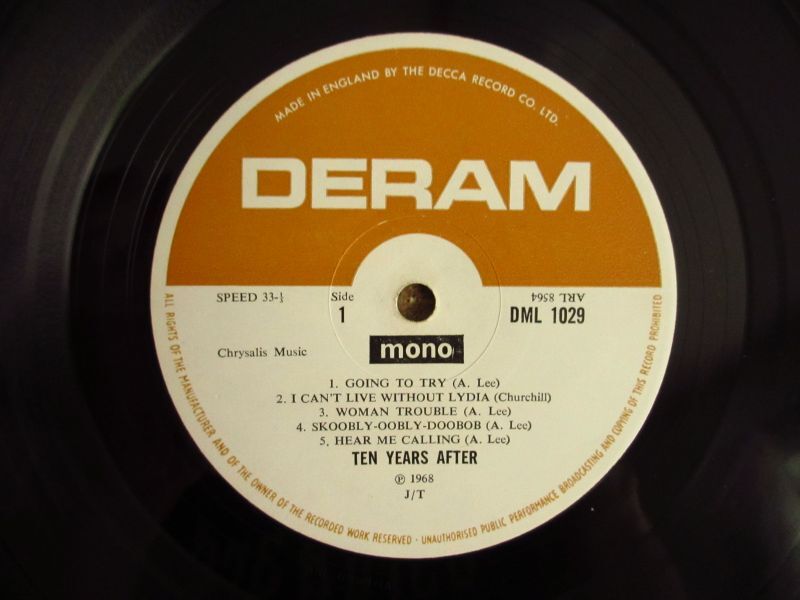 MADE IN ENGLAND BY THE DECCA RECORD CO. LTD.
DERAM
SPEED 33-⅓
Side
1
ARL 8564
DML 1029
mono
Chrysalis Music
1. GOING TO TRY (A. Lee)
2. I CAN'T LIVE WITHOUT LYDIA (Churchill)
3. WOMAN TROUBLE (A. Lee)
4. SKOOBLY-OOBLY-DOOBOB (A. Lee)
5. HEAR ME CALLING (A. Lee)
TEN YEARS AFTER
℗ 1968
J/T
ALL RIGHTS OF THE MANUFACTURER AND OF THE OWNER OF THE RECORDED WORK RESERVED · UNAUTHORISED PUBLIC PERFORMANCE BROADCASTING AND COPYING OF THIS RECORD PROHIBITED